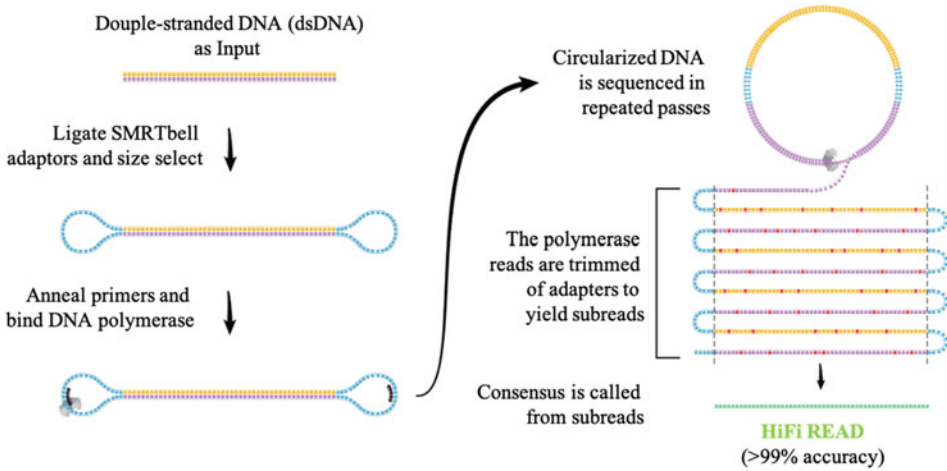 Douple-stranded DNA (dsDNA)
as Input
Ligate SMRTbell
adaptors and size select
Anneal primers and
bind DNA polymerase
Circularized DNA
is sequenced in
repeated passes
The polymerase
reads are trimmed
of adapters to
yield subreads
Consensus is called
from subreads
HiFi READ
(>99% accuracy)